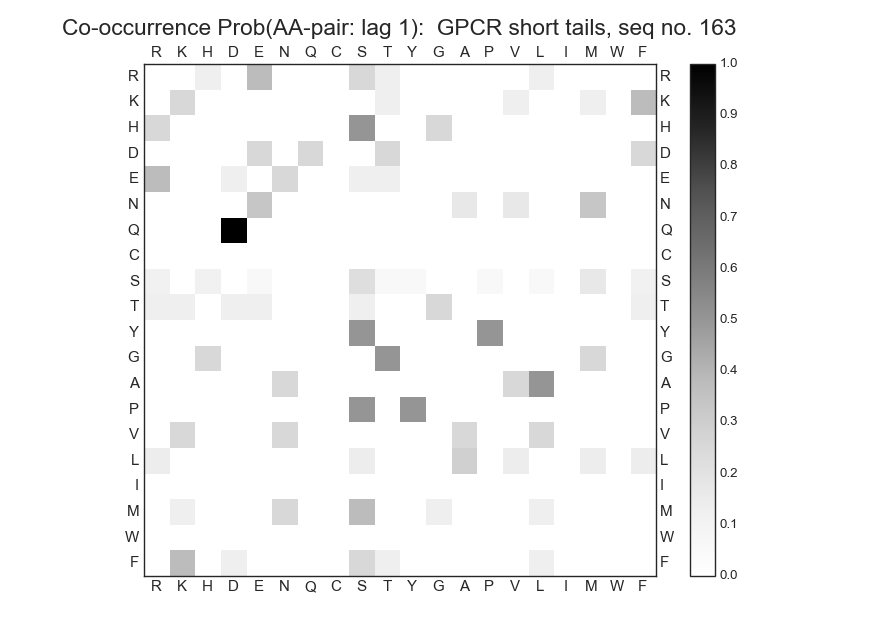 Co-occurrence Prob(AA-pair: lag 1):  GPCR short tails, seq no. 163
R K H D E N Q C S T Y G A P V L I M W F
1.0
R R
K K
0.9
H H
D D
0.8
E E
N N
0.7
Q Q
C C
0.6
S S
T T
0.5
Y Y
G G
0.4
A A
P P
0.3
V V
L L
0.2
I I
M M
0.1
W W
F F
0.0
R K H D E N Q C S T Y G A P V L I M W F